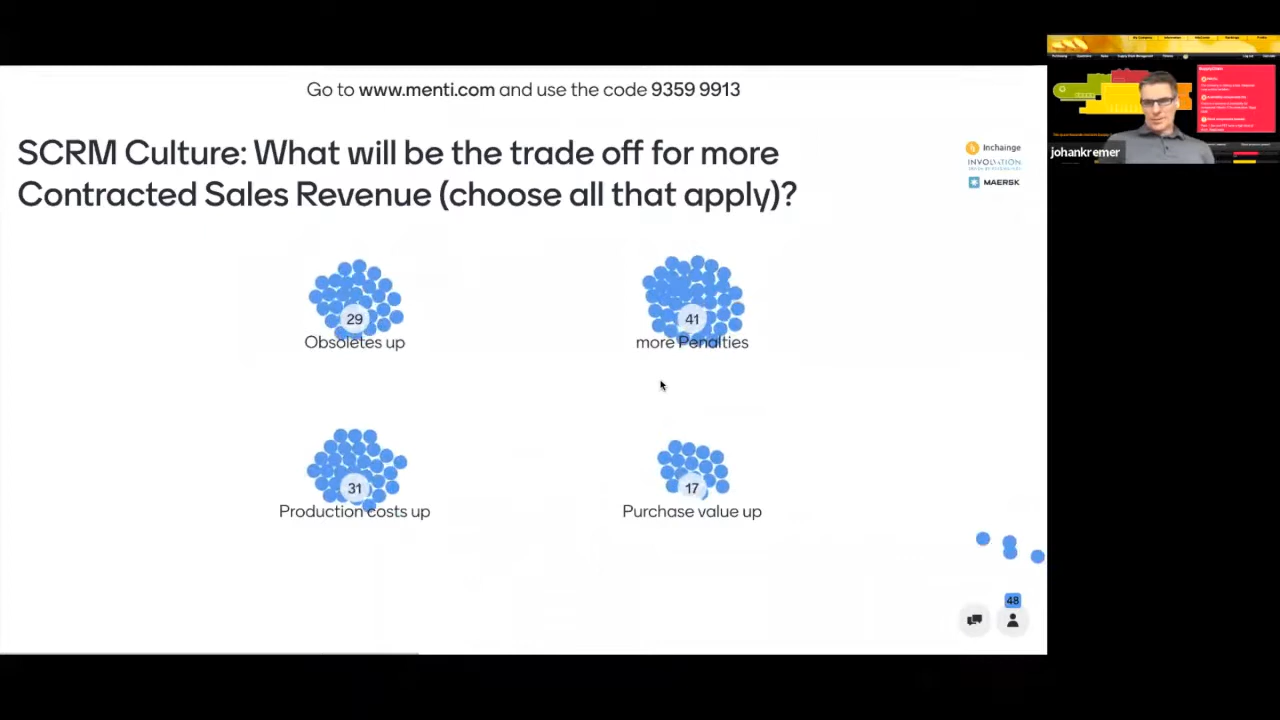 Go to www.menti.com and use the code 9359 9913
SCRM Culture: What will be the trade off for more
Contracted Sales Revenue (choose all that apply)?
Inchainge
INVOLVATION
MAERSK
johankremer
29
Obsoletes up
41
more Penalties
31
Production costs up
17
Purchase value up
48